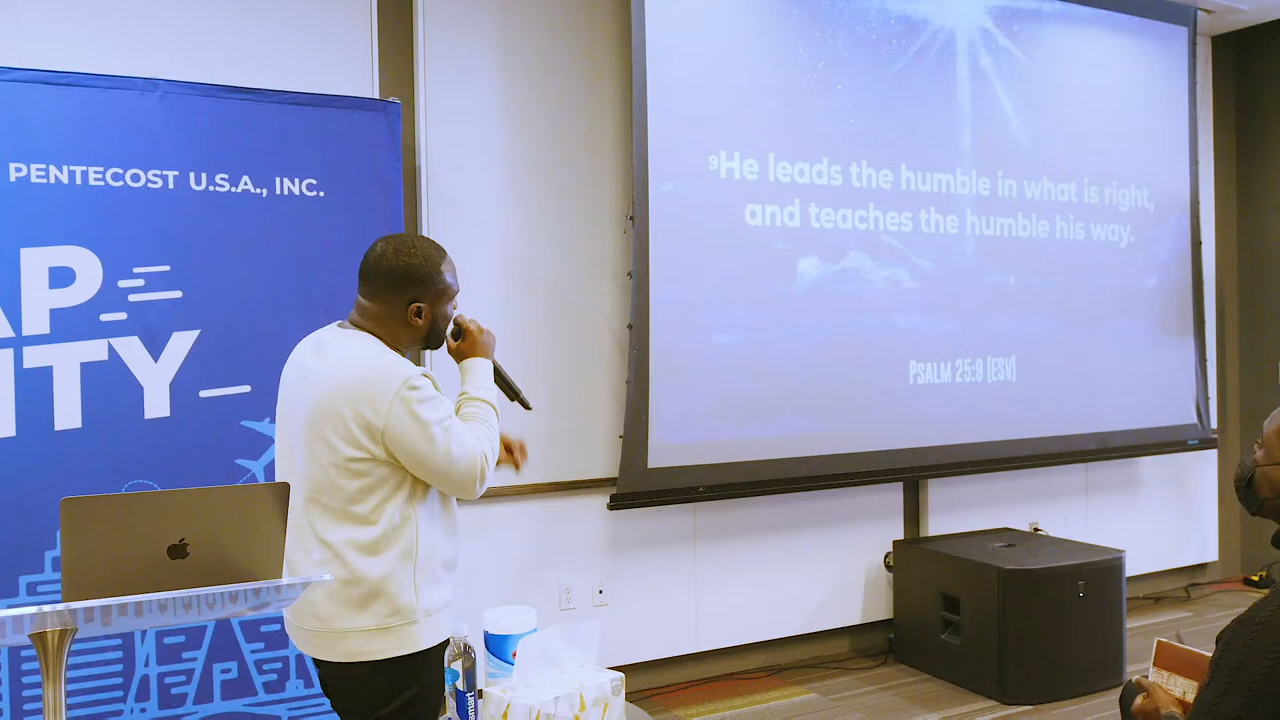 PENTECOST U.S.A., INC.
AP
ITY
9He leads the humble in what is right,
and teaches the humble his way.
PSALM 25:9 (ESV)
smart